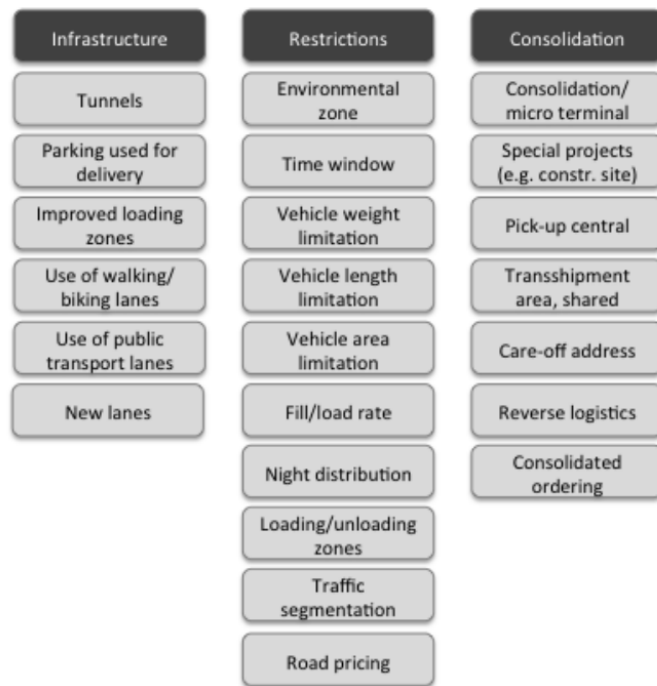 Infrastructure
Tunnels
Parking used for
delivery
Improved loading
zones
Use of walking/
biking lanes
Use of public
transport lanes
New lanes
Restrictions
Environmental
zone
Time window
Vehicle weight
limitation
Vehicle length
limitation
Vehicle area
limitation
Fill/load rate
Night distribution
Loading/unloading
zones
Traffic
segmentation
Road pricing
Consolidation
Consolidation/
micro terminal
Special projects
(e.g. constr. site)
Pick-up central
Transshipment
area, shared
Care-off address
Reverse logistics
Consolidated
ordering